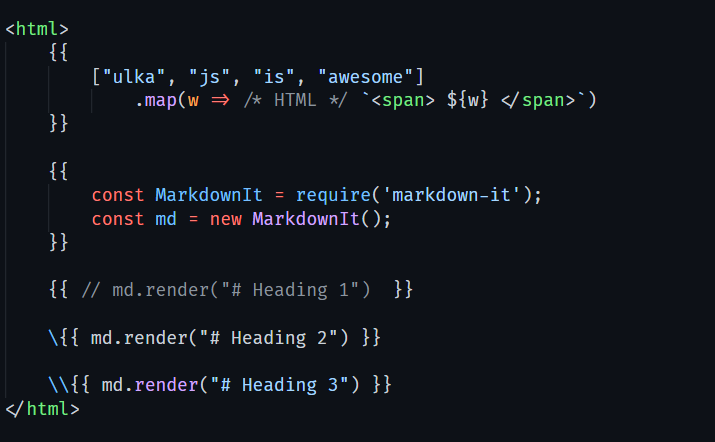 <html>
{{
["ulka", "js", "is", "awesome"]
.map(w => /* HTML */ `<span> ${w} </span>`)
}}
{{
const MarkdownIt = require('markdown-it');
const md = new MarkdownIt();
}}
{{ // md.render("# Heading 1")  }}
\{{ md.render("# Heading 2") }}
\\{{ md.render("# Heading 3") }}
</html>